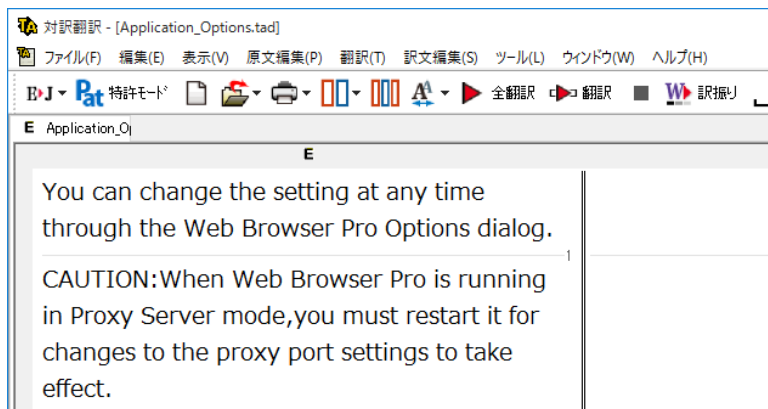 対訳翻訳 - [Application_Options.tad]
ファイル(F) 編集(E) 表示(V) 原文編集(P) 翻訳(T) 訳文編集(S) ツール(L) ウィンドウ(W) ヘルプ(H)
E▸J Pat 特許モード A A 全翻訳 翻訳 W 訳振り
E Application_O
E
You can change the setting at any time
through the Web Browser Pro Options dialog.
1
CAUTION:When Web Browser Pro is running
in Proxy Server mode,you must restart it for
changes to the proxy port settings to take
effect.